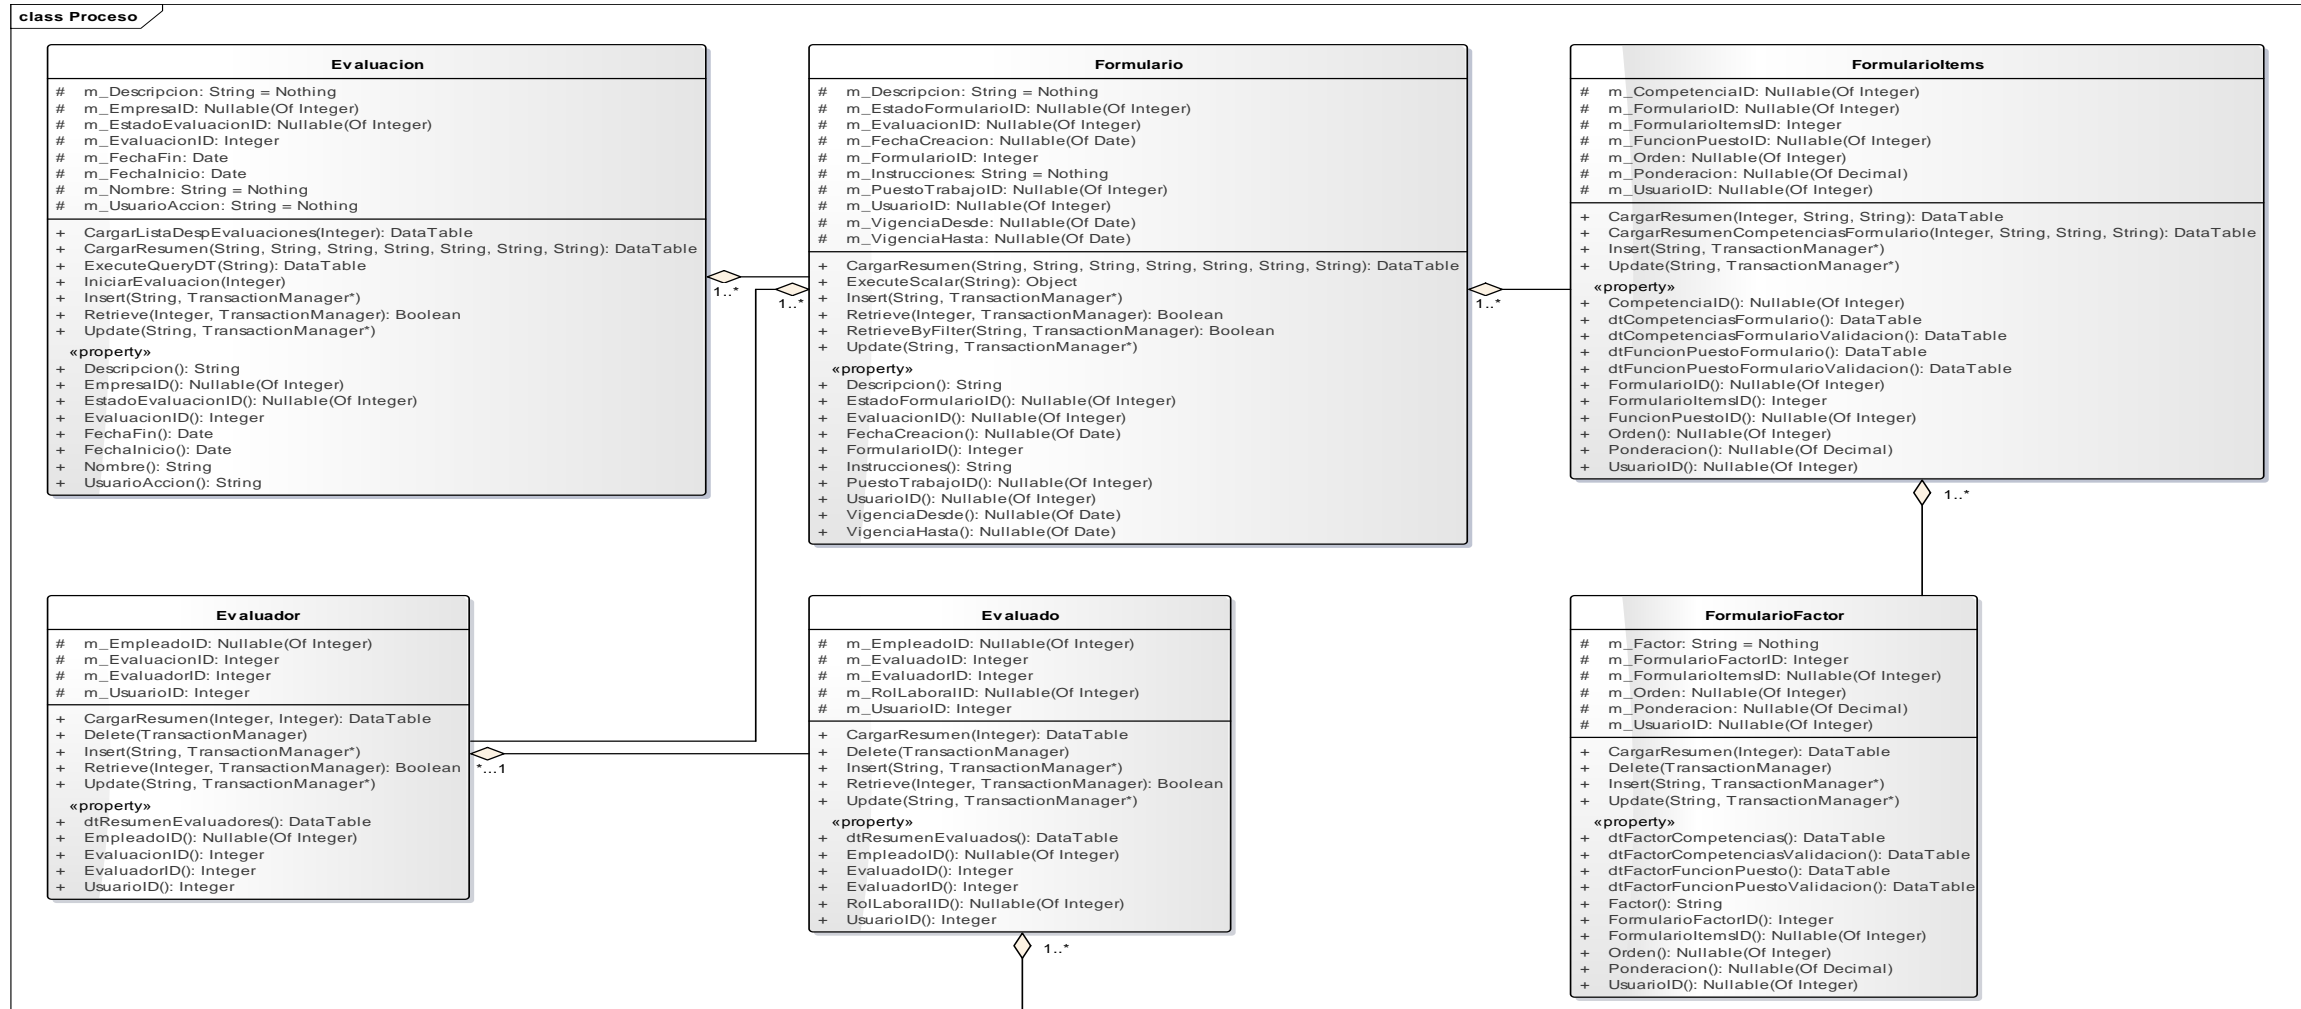 class Proceso
Evaluacion
# m_Descripcion: String = Nothing
# m_EmpresaID: Nullable(Of Integer)
# m_EstadoEvaluacionID: Nullable(Of Integer)
# m_EvaluacionID: Integer
# m_FechaFin: Date
# m_FechaInicio: Date
# m_Nombre: String = Nothing
# m_UsuarioAccion: String = Nothing
+ CargarListaDespEvaluaciones(Integer): DataTable
+ CargarResumen(String, String, String, String, String, String, String): DataTable
+ ExecuteQueryDT(String): DataTable
+ IniciarEvaluacion(Integer)
+ Insert(String, TransactionManager*)
+ Retrieve(Integer, TransactionManager): Boolean
+ Update(String, TransactionManager*)
«property»
+ Descripcion(): String
+ EmpresaID(): Nullable(Of Integer)
+ EstadoEvaluacionID(): Nullable(Of Integer)
+ EvaluacionID(): Integer
+ FechaFin(): Date
+ FechaInicio(): Date
+ Nombre(): String
+ UsuarioAccion(): String
1..*
1..*
Formulario
# m_Descripcion: String = Nothing
# m_EstadoFormularioID: Nullable(Of Integer)
# m_EvaluacionID: Nullable(Of Integer)
# m_FechaCreacion: Nullable(Of Date)
# m_FormularioID: Integer
# m_Instrucciones: String = Nothing
# m_PuestoTrabajoID: Nullable(Of Integer)
# m_UsuarioID: Nullable(Of Integer)
# m_VigenciaDesde: Nullable(Of Date)
# m_VigenciaHasta: Nullable(Of Date)
+ CargarResumen(String, String, String, String, String, String, String): DataTable
+ ExecuteScalar(String): Object
+ Insert(String, TransactionManager*)
+ Retrieve(Integer, TransactionManager): Boolean
+ RetrieveByFilter(String, TransactionManager): Boolean
+ Update(String, TransactionManager*)
«property»
+ Descripcion(): String
+ EstadoFormularioID(): Nullable(Of Integer)
+ EvaluacionID(): Nullable(Of Integer)
+ FechaCreacion(): Nullable(Of Date)
+ FormularioID(): Integer
+ Instrucciones(): String
+ PuestoTrabajoID(): Nullable(Of Integer)
+ UsuarioID(): Nullable(Of Integer)
+ VigenciaDesde(): Nullable(Of Date)
+ VigenciaHasta(): Nullable(Of Date)
1..*
FormularioItems
# m_CompetenciaID: Nullable(Of Integer)
# m_FormularioID: Nullable(Of Integer)
# m_FormularioItemsID: Integer
# m_FuncionPuestoID: Nullable(Of Integer)
# m_Orden: Nullable(Of Integer)
# m_Ponderacion: Nullable(Of Decimal)
# m_UsuarioID: Nullable(Of Integer)
+ CargarResumen(Integer, String, String): DataTable
+ CargarResumenCompetenciasFormulario(Integer, String, String, String): DataTable
+ Insert(String, TransactionManager*)
+ Update(String, TransactionManager*)
«property»
+ CompetenciaID(): Nullable(Of Integer)
+ dtCompetenciasFormulario(): DataTable
+ dtCompetenciasFormularioValidacion(): DataTable
+ dtFuncionPuestoFormulario(): DataTable
+ dtFuncionPuestoFormularioValidacion(): DataTable
+ FormularioID(): Nullable(Of Integer)
+ FormularioItemsID(): Integer
+ FuncionPuestoID(): Nullable(Of Integer)
+ Orden(): Nullable(Of Integer)
+ Ponderacion(): Nullable(Of Decimal)
+ UsuarioID(): Nullable(Of Integer)
1..*
Evaluador
# m_EmpleadoID: Nullable(Of Integer)
# m_EvaluacionID: Integer
# m_EvaluadorID: Integer
# m_UsuarioID: Integer
+ CargarResumen(Integer, Integer): DataTable
+ Delete(TransactionManager)
+ Insert(String, TransactionManager*)
+ Retrieve(Integer, TransactionManager): Boolean
+ Update(String, TransactionManager*)
«property»
+ dtResumenEvaluadores(): DataTable
+ EmpleadoID(): Nullable(Of Integer)
+ EvaluacionID(): Integer
+ EvaluadorID(): Integer
+ UsuarioID(): Integer
*...1
Evaluado
# m_EmpleadoID: Nullable(Of Integer)
# m_EvaluadoID: Integer
# m_EvaluadorID: Integer
# m_RolLaboralID: Nullable(Of Integer)
# m_UsuarioID: Integer
+ CargarResumen(Integer): DataTable
+ Delete(TransactionManager)
+ Insert(String, TransactionManager*)
+ Retrieve(Integer, TransactionManager): Boolean
+ Update(String, TransactionManager*)
«property»
+ dtResumenEvaluados(): DataTable
+ EmpleadoID(): Nullable(Of Integer)
+ EvaluadoID(): Integer
+ EvaluadorID(): Integer
+ RolLaboralID(): Nullable(Of Integer)
+ UsuarioID(): Integer
1..*
FormularioFactor
# m_Factor: String = Nothing
# m_FormularioFactorID: Integer
# m_FormularioItemsID: Nullable(Of Integer)
# m_Orden: Nullable(Of Integer)
# m_Ponderacion: Nullable(Of Decimal)
# m_UsuarioID: Nullable(Of Integer)
+ CargarResumen(Integer): DataTable
+ Delete(TransactionManager)
+ Insert(String, TransactionManager*)
+ Update(String, TransactionManager*)
«property»
+ dtFactorCompetencias(): DataTable
+ dtFactorCompetenciasValidacion(): DataTable
+ dtFactorFuncionPuesto(): DataTable
+ dtFactorFuncionPuestoValidacion(): DataTable
+ Factor(): String
+ FormularioFactorID(): Integer
+ FormularioItemsID(): Nullable(Of Integer)
+ Orden(): Nullable(Of Integer)
+ Ponderacion(): Nullable(Of Decimal)
+ UsuarioID(): Nullable(Of Integer)